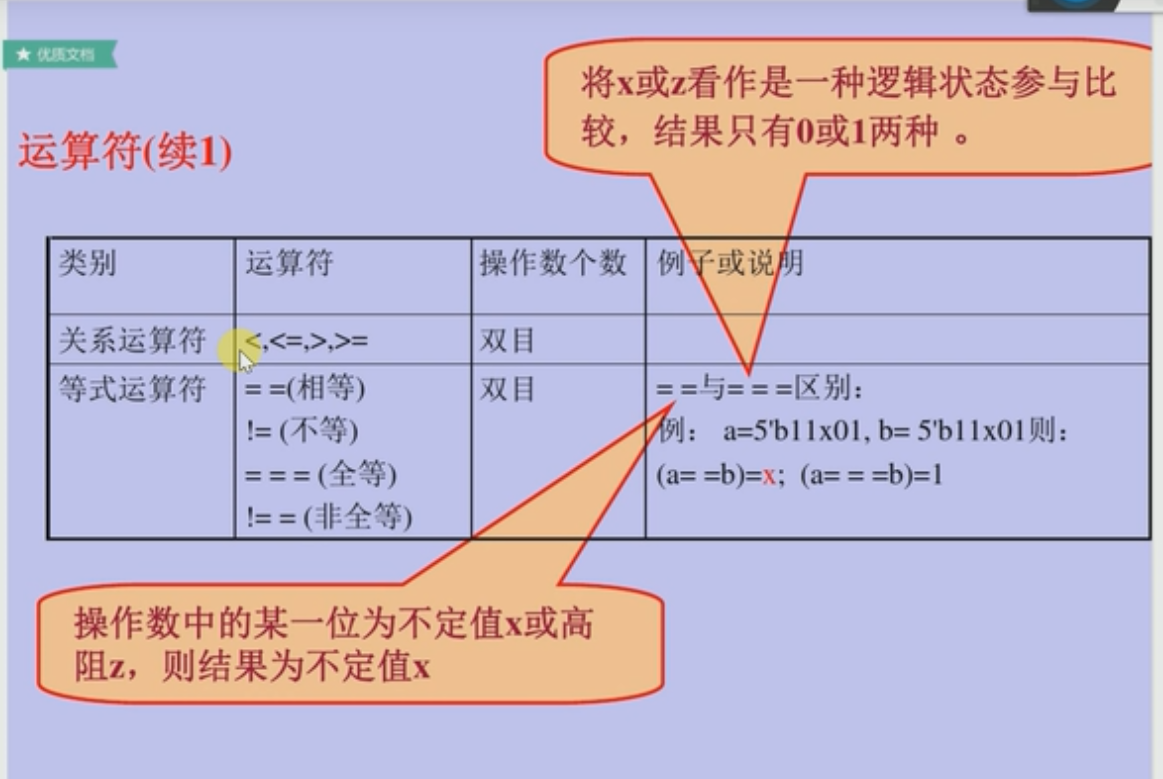 优质文档
将x或z看作是一种逻辑状态参与比
较，结果只有0或1两种 。
运算符(续1)
类别 运算符 操作数个数 例子或说明
关系运算符 <,<=,>,>= 双目
等式运算符 = =(相等) 双目 = =与= = =区别：
!= (不等) 例： a=5'b11x01, b= 5'b11x01则：
= = = (全等) (a= =b)=x; (a= = =b)=1
!= = (非全等)
操作数中的某一位为不定值x或高
阻z，则结果为不定值x